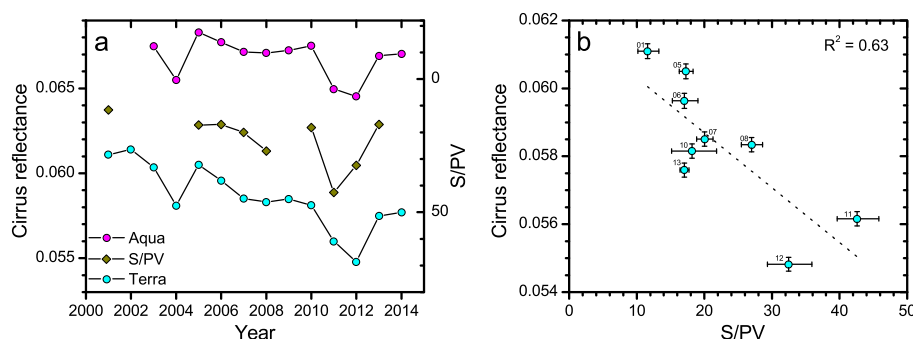 a
0.065
0.060
0.055
Cirrus reflectance
0
50
S/PV
Aqua
S/PV
Terra
2000 2002 2004 2006 2008 2010 2012 2014
Year
b
R² = 0.63
0.062
0.060
0.058
0.056
0.054
Cirrus reflectance
01
05
06
07
08
10
13
11
12
0 10 20 30 40 50
S/PV